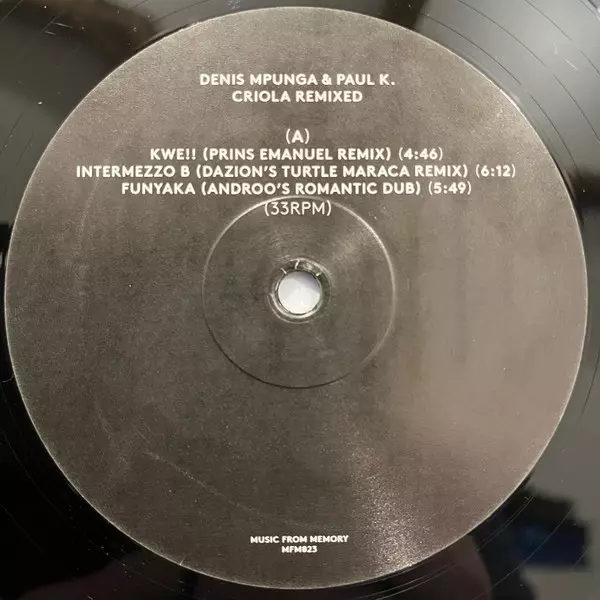 DENIS MPUNGA & PAUL K.
CRIOLA REMIXED
(A)
KWE!! (PRINS EMANUEL REMIX) (4:46)
INTERMEZZO B (DAZION'S TURTLE MARACA REMIX) (6:12)
FUNYAKA (ANDROO'S ROMANTIC DUB) (5:49)
(33RPM)
MUSIC FROM MEMORY
MFM823